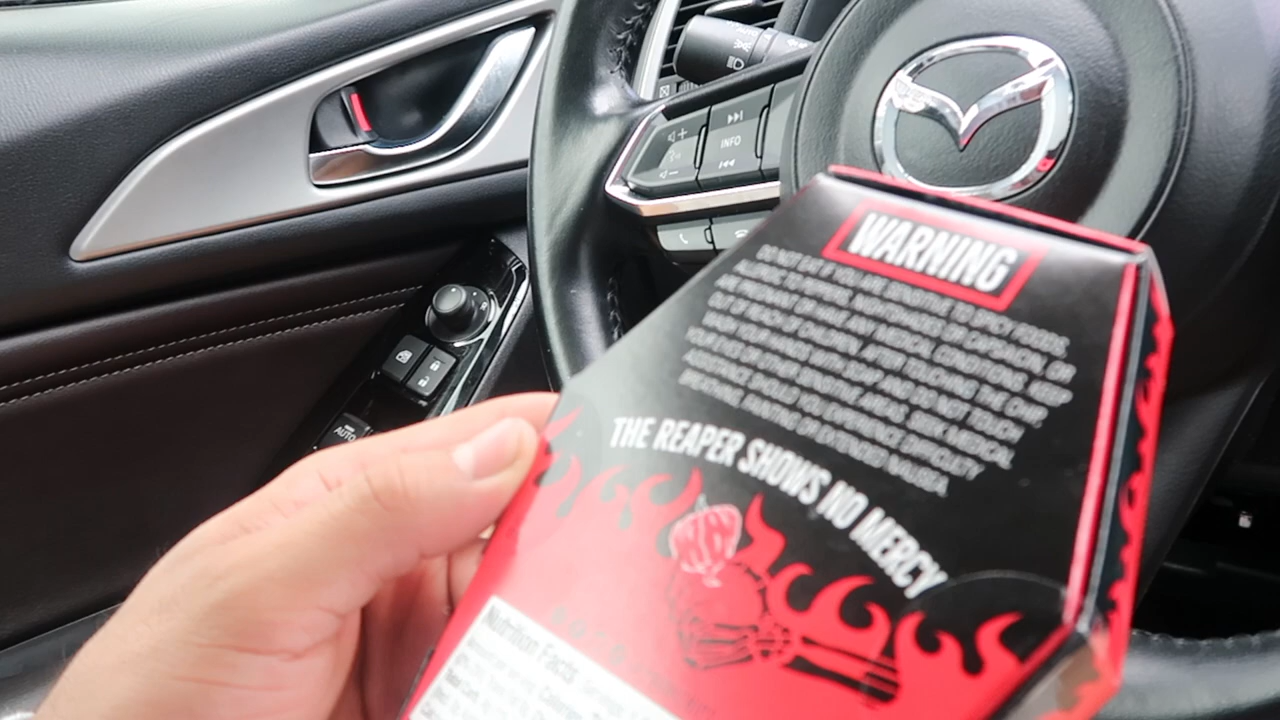 AUTO
INFO
AUTO
WARNING
DO NOT EAT IF YOU ARE SENSITIVE TO SPICY FOODS,
ALLERGIC TO PEPPERS, NIGHTSHADES OR CAPSAICIN, OR
ARE PREGNANT OR HAVE ANY MEDICAL CONDITIONS. KEEP
OUT OF REACH OF CHILDREN. AFTER TOUCHING THE CHIP,
WASH YOUR HANDS WITH SOAP AND DO NOT TOUCH
YOUR EYES OR OTHER SENSITIVE AREAS. SEEK MEDICAL
ASSISTANCE SHOULD YOU EXPERIENCE DIFFICULTY
BREATHING, FAINTING OR EXTENDED NAUSEA.
THE REAPER SHOWS NO MERCY
Nutrition Facts